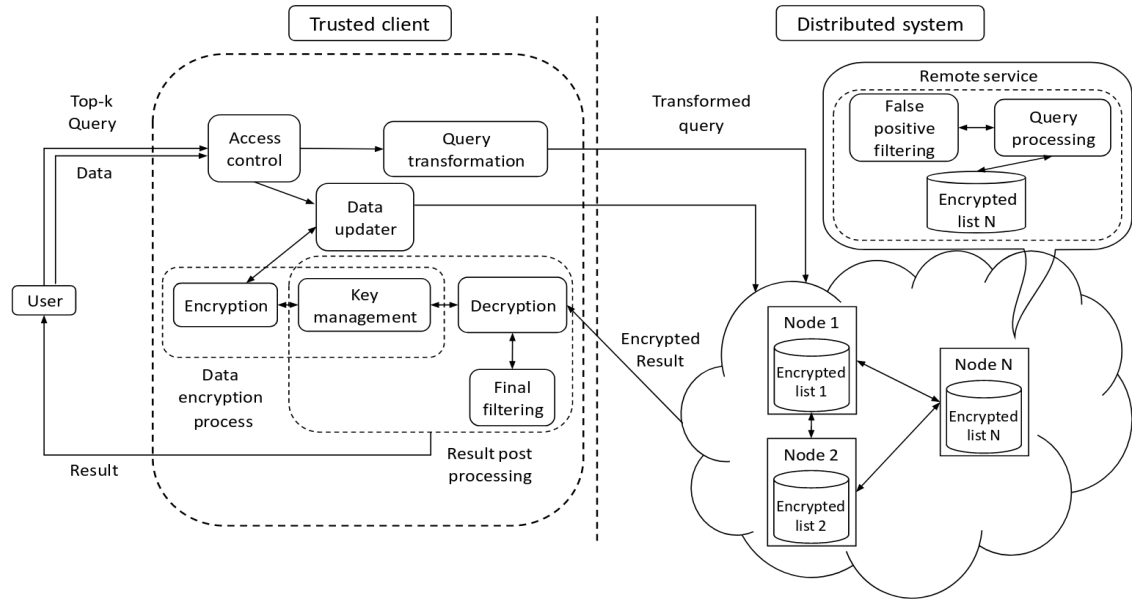 Trusted client
Distributed system
Remote service
False
positive
filtering
Query
processing
Encrypted
list N
Top-k
Query
Data
Access
control
Query
transformation
Transformed
query
Data
updater
User
Encryption
Key
management
Decryption
Final
filtering
Data
encryption
process
Encrypted
Result
Result
Result post
processing
Node 1
Encrypted
list 1
Node 2
Encrypted
list 2
Node N
Encrypted
list N